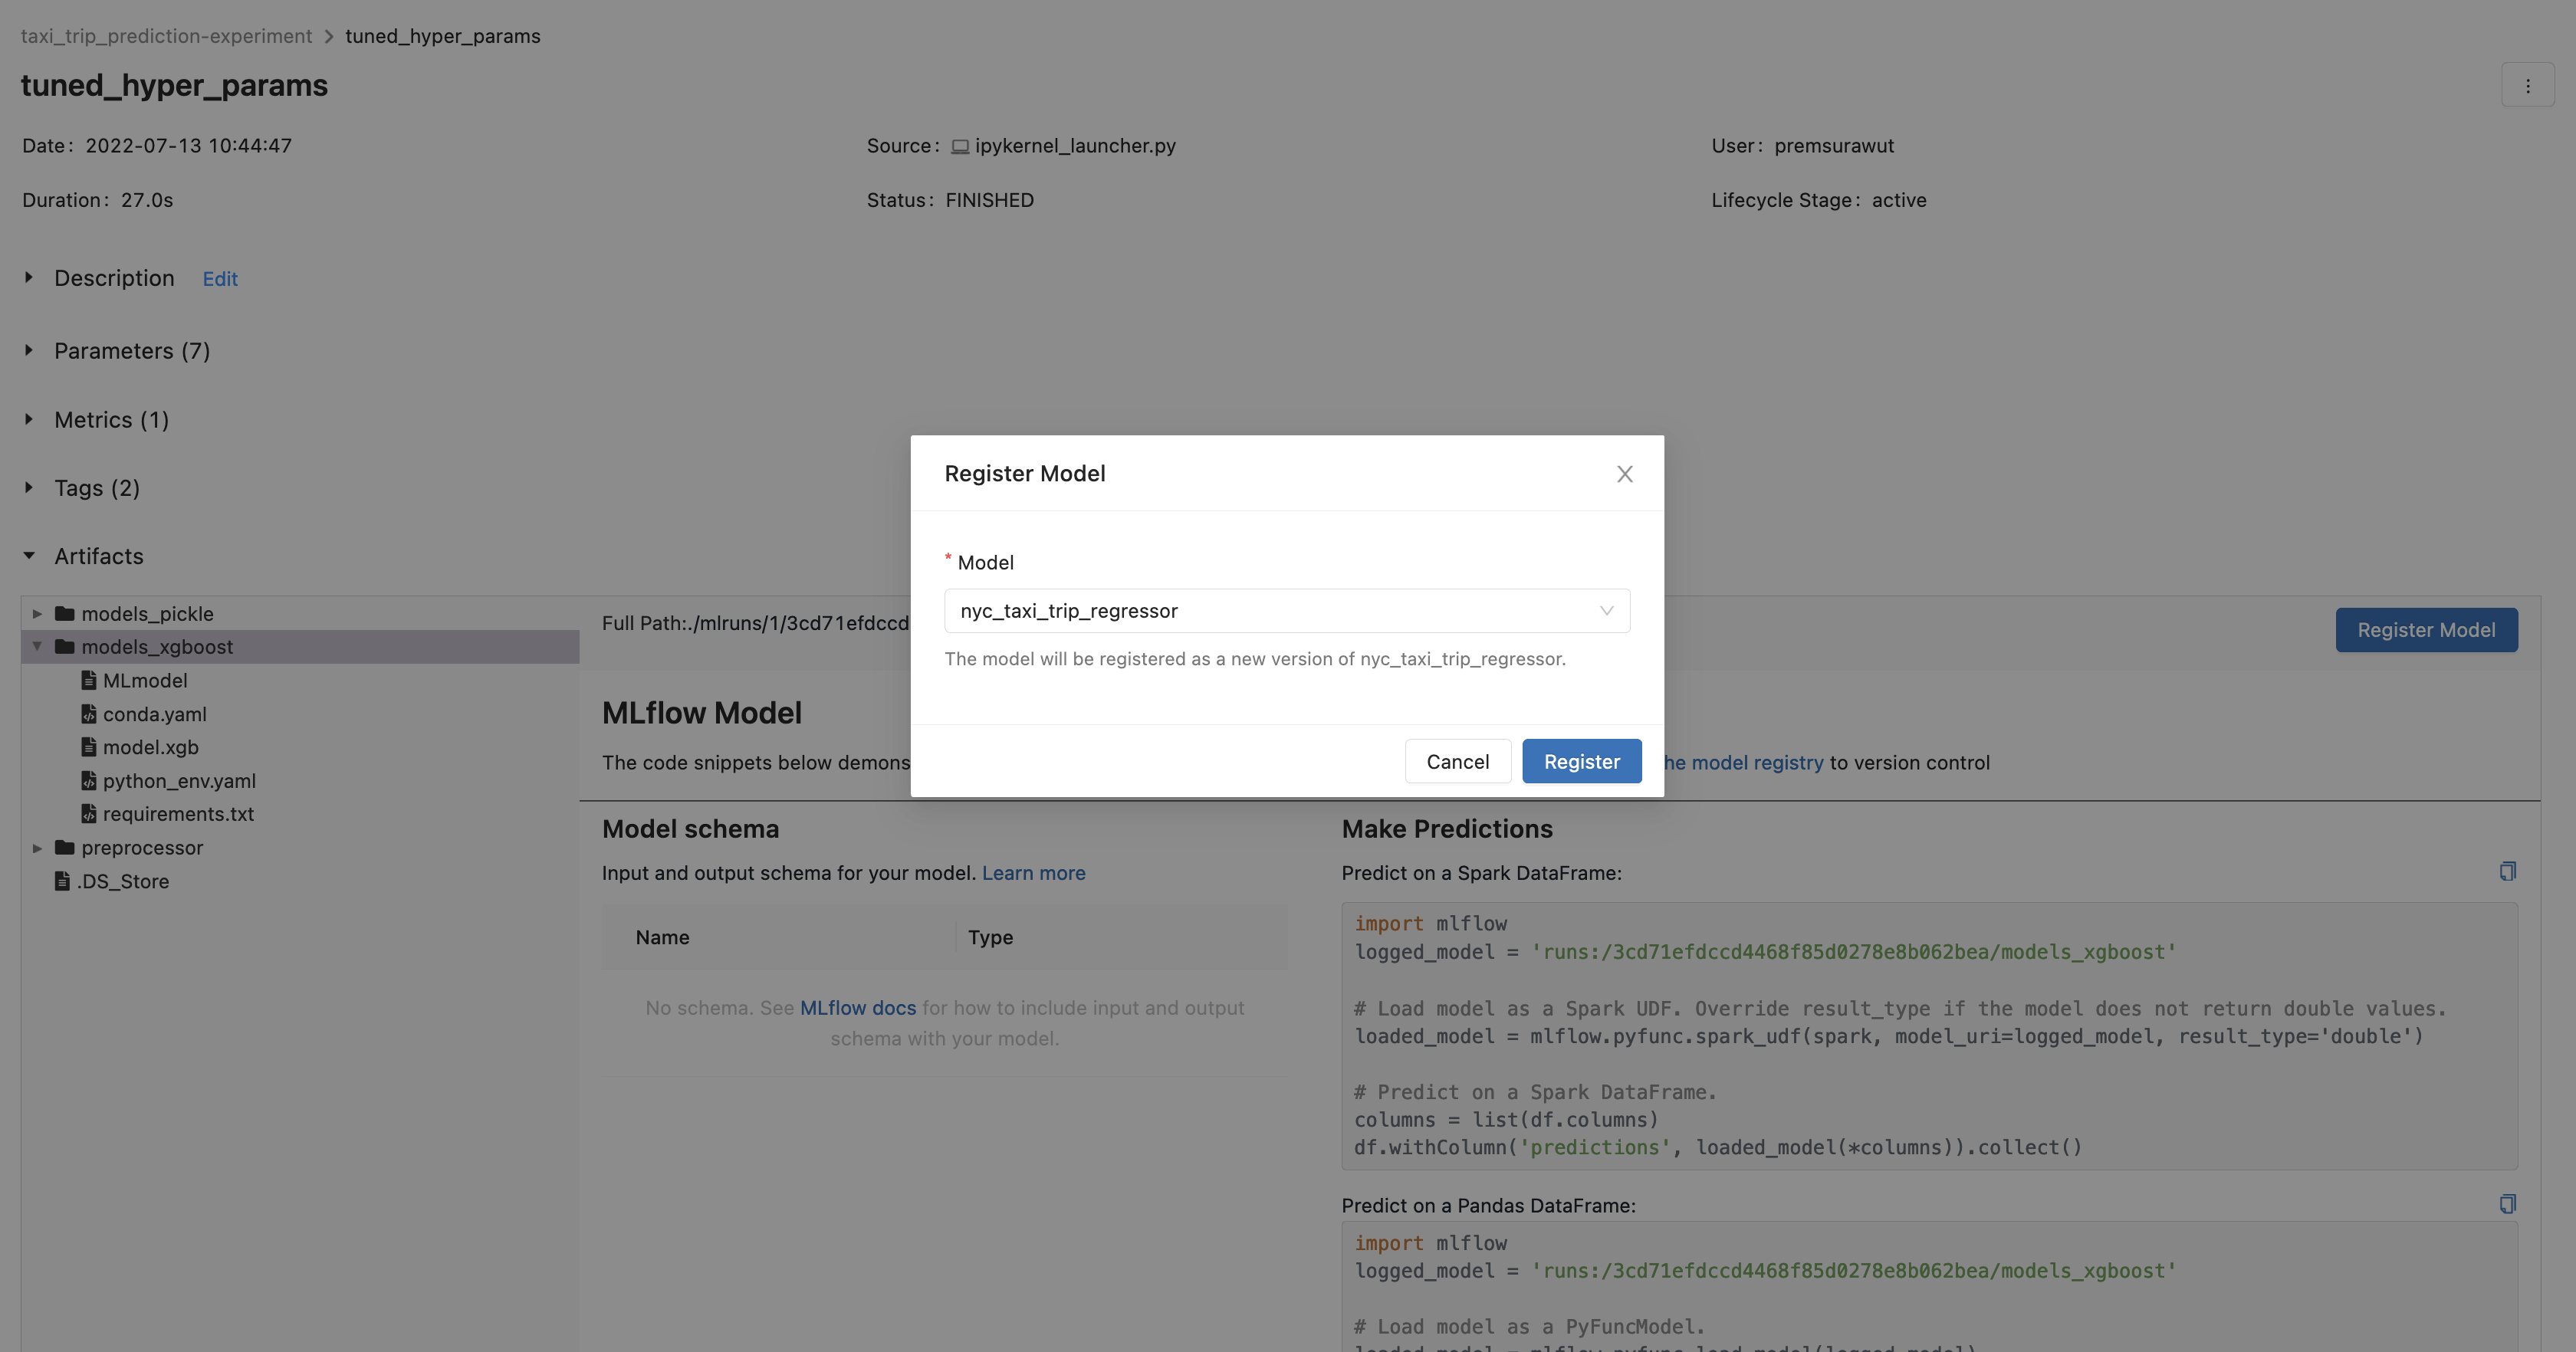 taxi_trip_prediction-experiment > tuned_hyper_params
tuned_hyper_params
Date: 2022-07-13 10:44:47
Source: ipykernel_launcher.py
User: premsurawut
Duration: 27.0s
Status: FINISHED
Lifecycle Stage: active
Description Edit
Parameters (7)
Metrics (1)
Tags (2)
Artifacts
models_pickle
models_xgboost
MLmodel
conda.yaml
model.xgb
python_env.yaml
requirements.txt
preprocessor
.DS_Store
Full Path:./mlruns/1/3cd71efdccd
Register Model
MLflow Model
The code snippets below demons
he model registry to version control
Register Model
* Model
nyc_taxi_trip_regressor
The model will be registered as a new version of nyc_taxi_trip_regressor.
Cancel Register
Model schema
Input and output schema for your model. Learn more
Name Type
No schema. See MLflow docs for how to include input and output
schema with your model.
Make Predictions
Predict on a Spark DataFrame:
import mlflow
logged_model = 'runs:/3cd71efdccd4468f85d0278e8b062bea/models_xgboost'
# Load model as a Spark UDF. Override result_type if the model does not return double values.
loaded_model = mlflow.pyfunc.spark_udf(spark, model_uri=logged_model, result_type='double')
# Predict on a Spark DataFrame.
columns = list(df.columns)
df.withColumn('predictions', loaded_model(*columns)).collect()
Predict on a Pandas DataFrame:
import mlflow
logged_model = 'runs:/3cd71efdccd4468f85d0278e8b062bea/models_xgboost'
# Load model as a PyFuncModel.